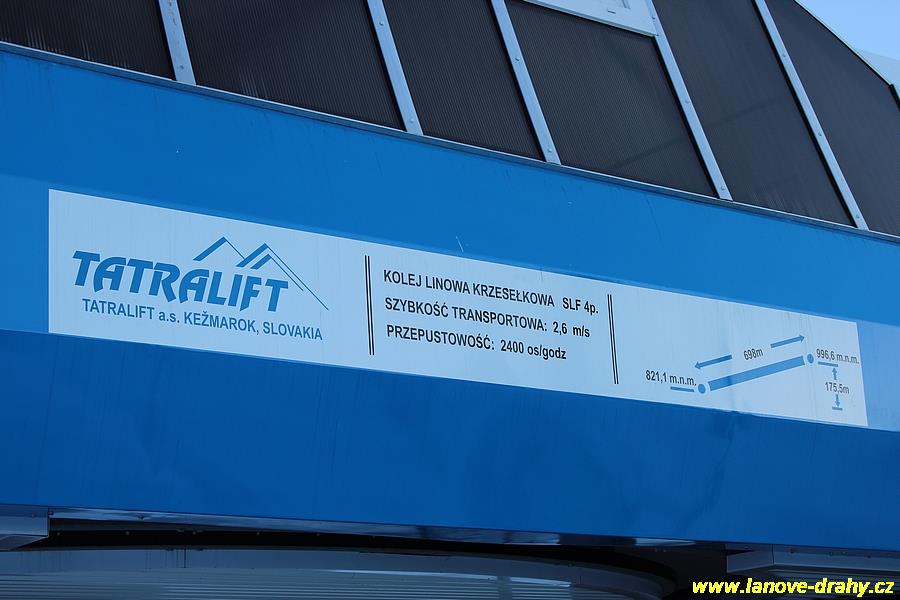 TATRALIFT
TATRALIFT a.s. KEŽMAROK, SLOVAKIA
KOLEJ LINOWA KRZESEŁKOWA SLF 4p.
SZYBKOŚĆ TRANSPORTOWA: 2,6 m/s
PRZEPUSTOWOŚĆ: 2400 os/godz
698m
996,6 m.n.m.
821,1 m.n.m.
175,5m
www.lanove-drahy.cz